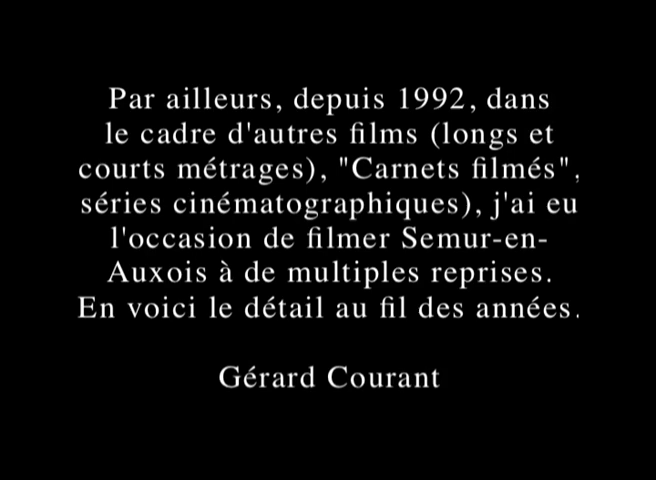 Par ailleurs, depuis 1992, dans
le cadre d'autres films (longs et
courts métrages), "Carnets filmés",
séries cinématographiques), j'ai eu
l'occasion de filmer Semur-en-
Auxois à de multiples reprises.
En voici le détail au fil des années.
Gérard Courant